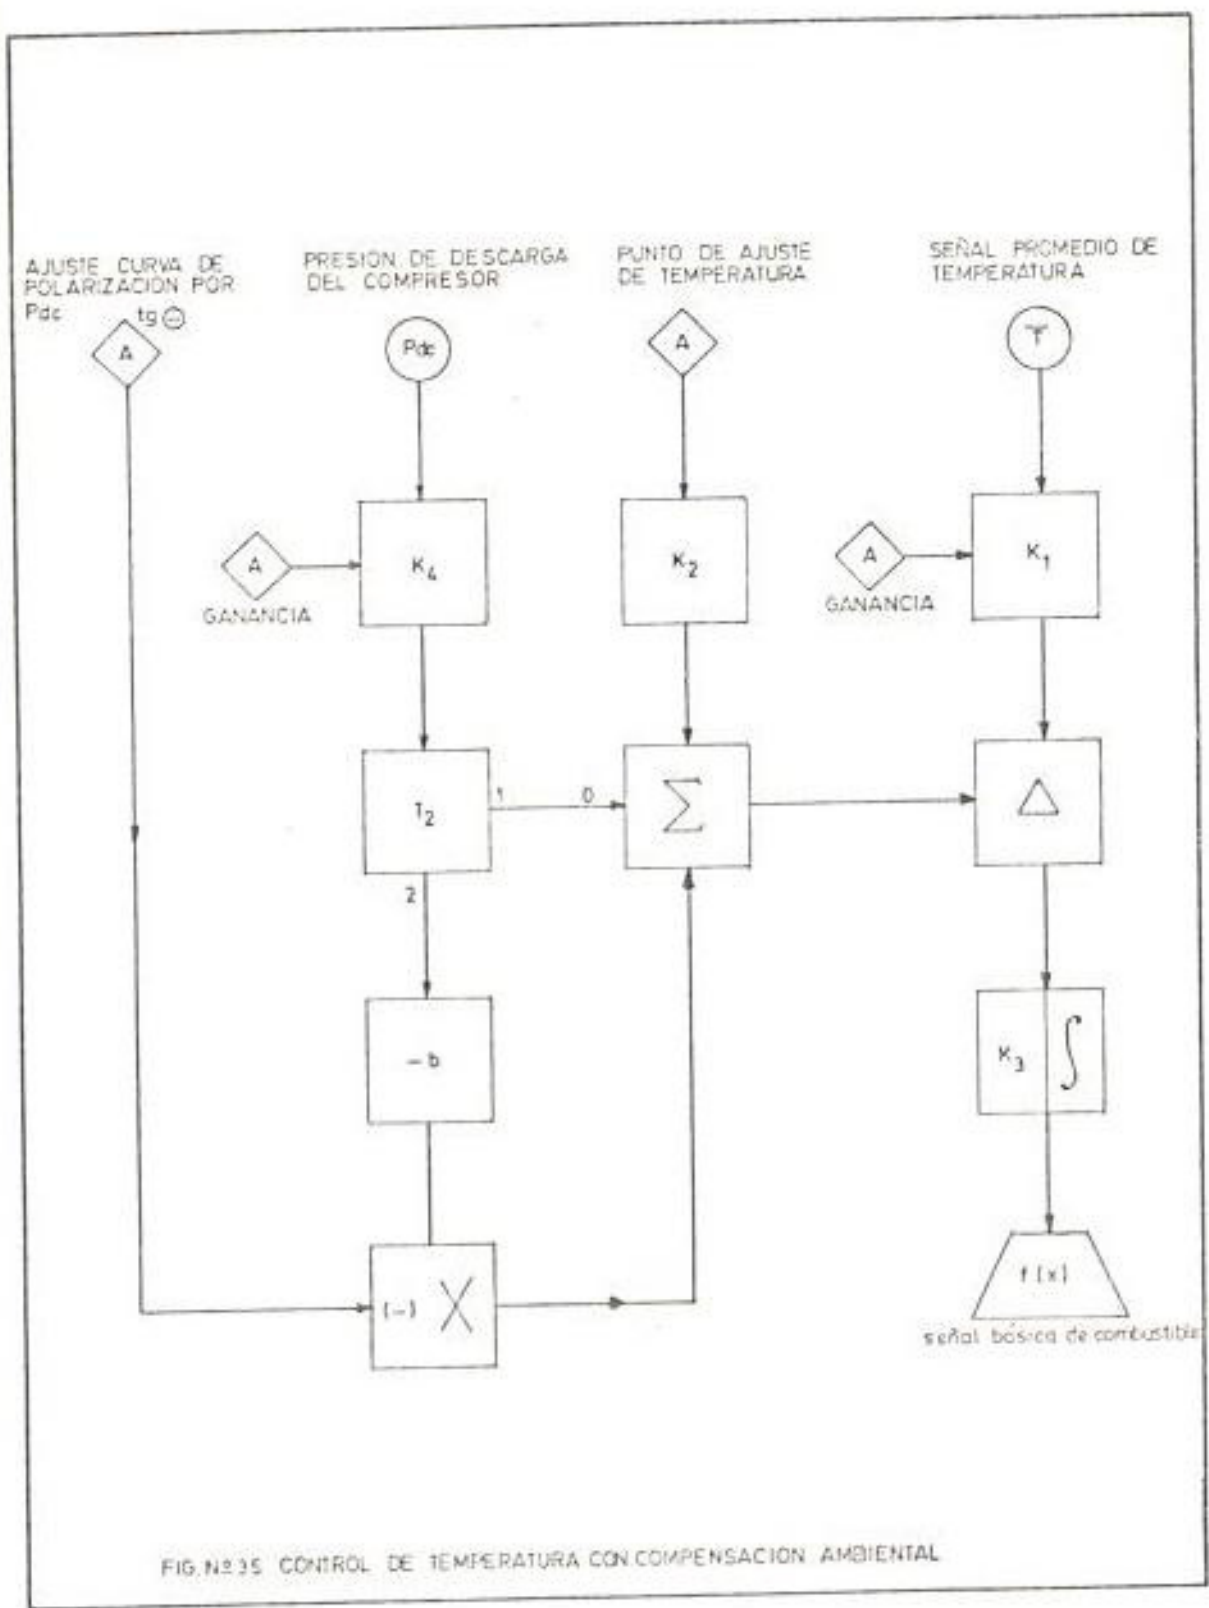 AJUSTE CURVA DE
POLARIZACION POR
Pdc tg ⊖
A
PRESION DE DESCARGA
DEL COMPRESOR
Pdc
PUNTO DE AJUSTE
DE TEMPERATURA
A
SEÑAL PROMEDIO DE
TEMPERATURA
T
A
GANANCIA
K4
K2
A
GANANCIA
K1
T2
1
0
Σ
Δ
2
-b
K3 ∫
(-) X
f(x)
señal básica de combustible
FIG. Nº 35 CONTROL DE TEMPERATURA CON COMPENSACION AMBIENTAL